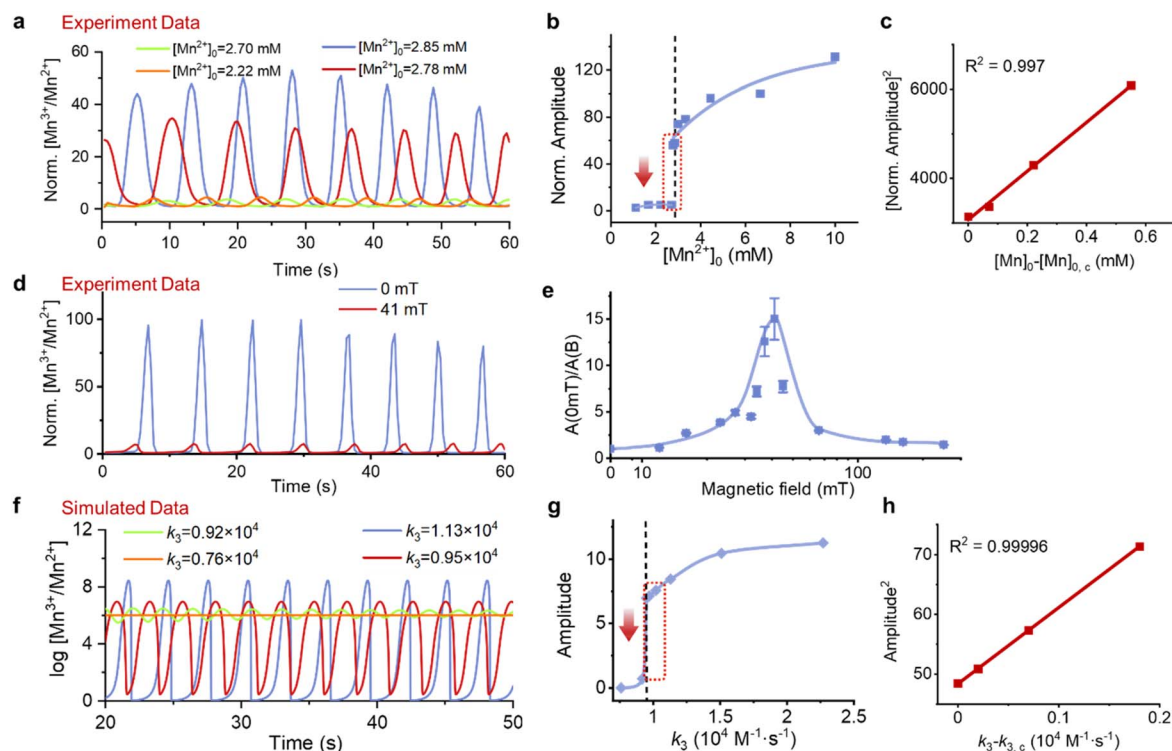 a Experiment Data
[Mn²⁺]₀=2.70 mM [Mn²⁺]₀=2.85 mM
[Mn²⁺]₀=2.22 mM [Mn²⁺]₀=2.78 mM
60
40
20
0
Norm. [Mn³⁺/Mn²⁺]
0 10 20 30 40 50 60
Time (s)
b
120
80
40
0
Norm. Amplitude
0 2 4 6 8 10
[Mn²⁺]₀ (mM)
c
R² = 0.997
6000
4000
[Norm. Amplitude]²
0.0 0.3 0.6
[Mn]₀-[Mn]₀, c (mM)
d Experiment Data
0 mT
41 mT
100
50
0
Norm. [Mn³⁺/Mn²⁺]
0 20 40 60
Time (s)
e
15
10
5
0
A(0mT)/A(B)
0 10 100
Magnetic field (mT)
f Simulated Data
k₃=0.92×10⁴ k₃=1.13×10⁴
k₃=0.76×10⁴ k₃=0.95×10⁴
12
8
4
0
log [Mn³⁺/Mn²⁺]
20 30 40 50
Time (s)
g
10
5
0
Amplitude
1 1.5 2 2.5
k₃ (10⁴ M⁻¹·s⁻¹)
h
R² = 0.99996
70
60
50
Amplitude²
0 0.1 0.2
k₃-k₃, c (10⁴ M⁻¹·s⁻¹)